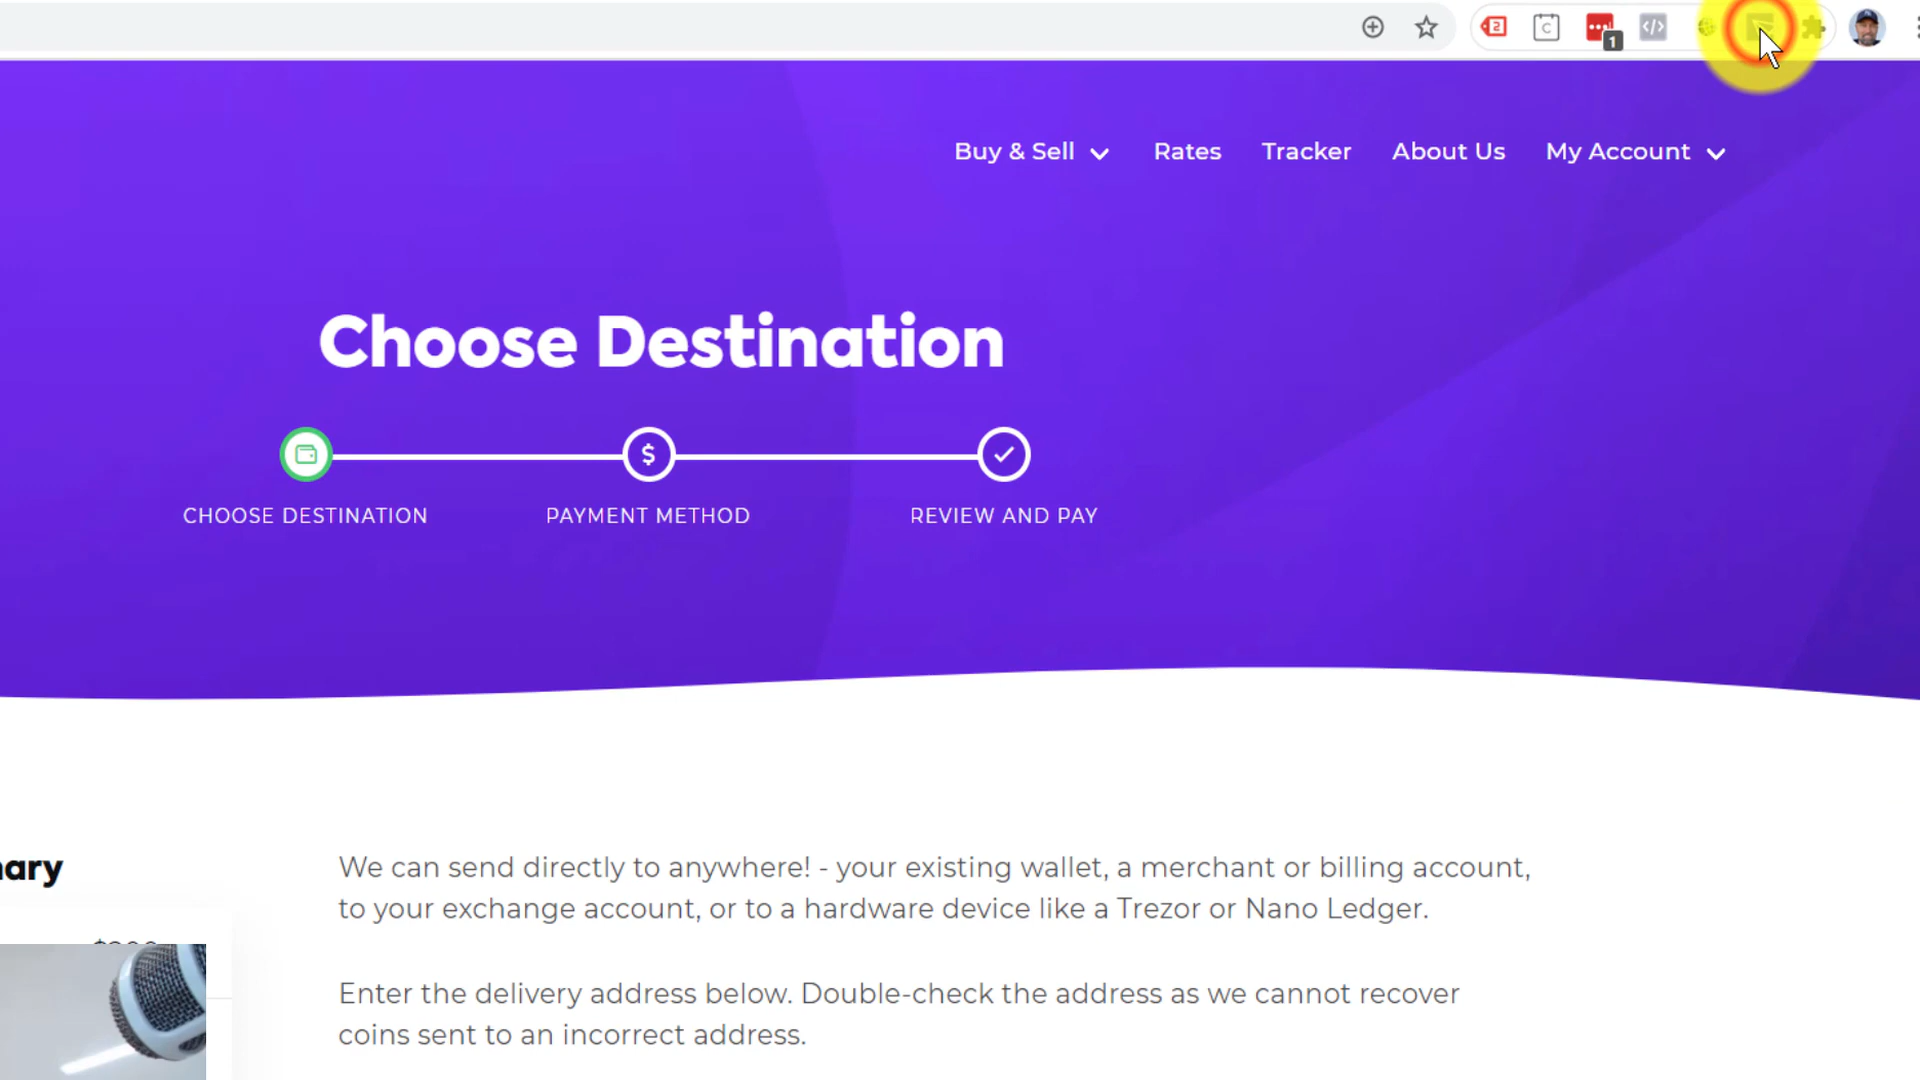 2
C
1
</>
Buy & Sell
Rates
Tracker
About Us
My Account
Choose Destination
$
CHOOSE DESTINATION
PAYMENT METHOD
REVIEW AND PAY
We can send directly to anywhere! - your existing wallet, a merchant or billing account,
to your exchange account, or to a hardware device like a Trezor or Nano Ledger.
Enter the delivery address below. Double-check the address as we cannot recover
coins sent to an incorrect address.